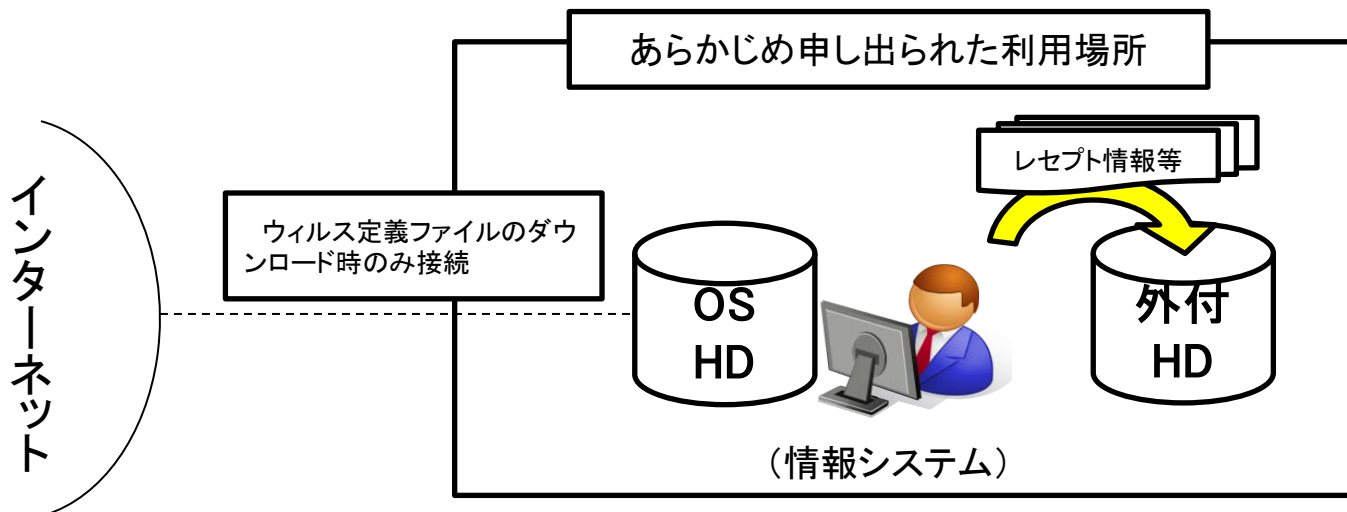 あらかじめ申し出られた利用場所
レセプト情報等
インターネット
ウィルス定義ファイルのダウ
ンロード時のみ接続
OS
HD
外付
HD
（情報システム）